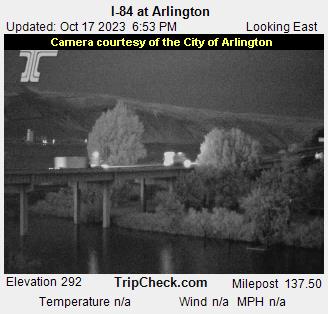 I-84 at Arlington
Updated: Oct 17 2023 6:53 PM Looking East
Camera courtesy of the City of Arlington
Elevation 292 TripCheck.com Milepost 137.50
Temperature n/a Wind n/a MPH n/a